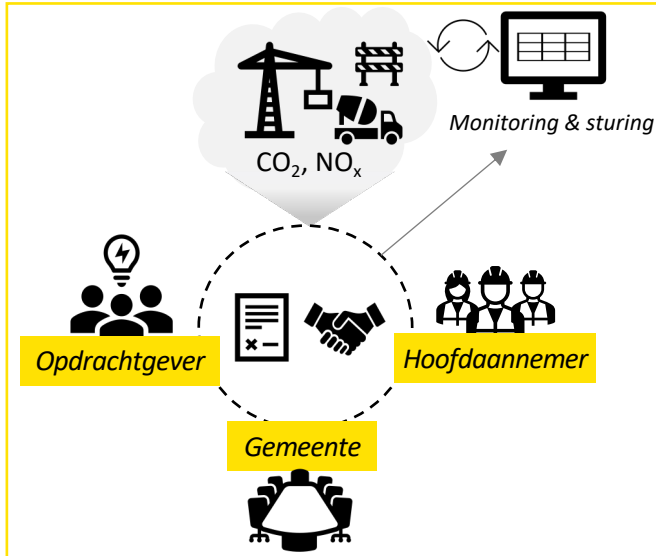 Monitoring & sturing
CO₂, NOₓ
Opdrachtgever
Hoofdaannemer
Gemeente